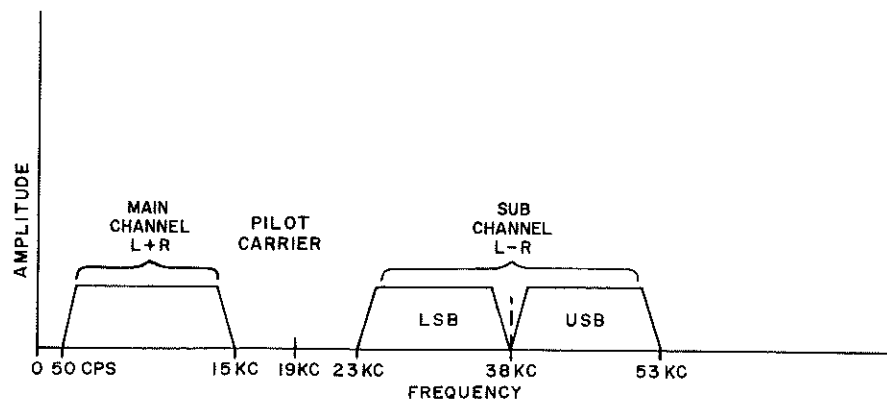 AMPLITUDE
MAIN
CHANNEL
L+R
PILOT
CARRIER
SUB
CHANNEL
L-R
LSB
USB
0 50 CPS
15KC
19KC
23KC
38KC
53KC
FREQUENCY